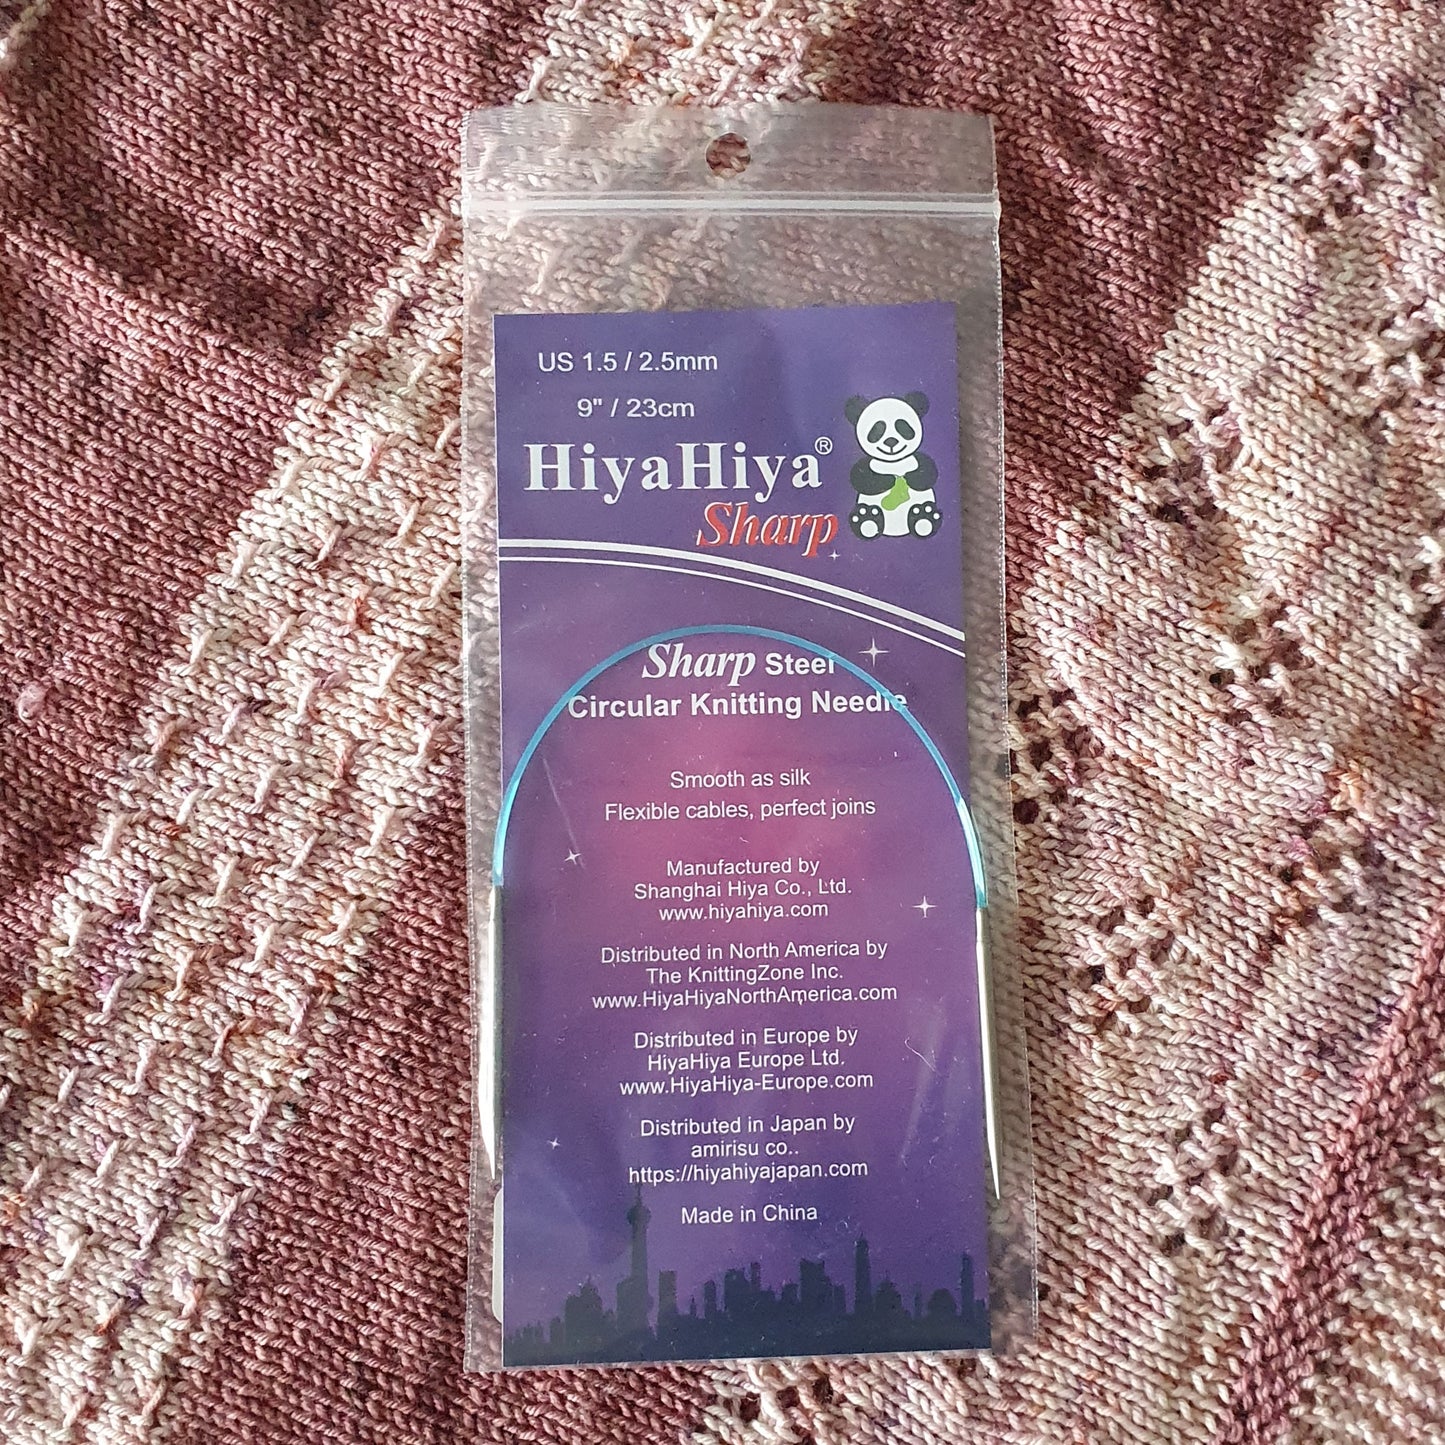 US 1.5 / 2.5mm
9" / 23cm
HiyaHiya®
Sharp
Sharp Steel
Circular Knitting Needle
Smooth as silk
Flexible cables, perfect joins
Manufactured by
Shanghai Hiya Co., Ltd.
www.hiyahiya.com
Distributed in North America by
The KnittingZone Inc.
www.HiyaHiyaNorthAmerica.com
Distributed in Europe by
HiyaHiya Europe Ltd.
www.HiyaHiya-Europe.com
Distributed in Japan by
amirisu co..
https://hiyahiyajapan.com
Made in China